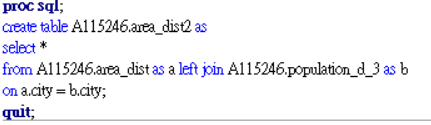 proc sql;
create table A115246.area_dist2 as
select *
from A115246.area_dist as a left join A115246.population_d_3 as b
on a.city = b.city;
quit;